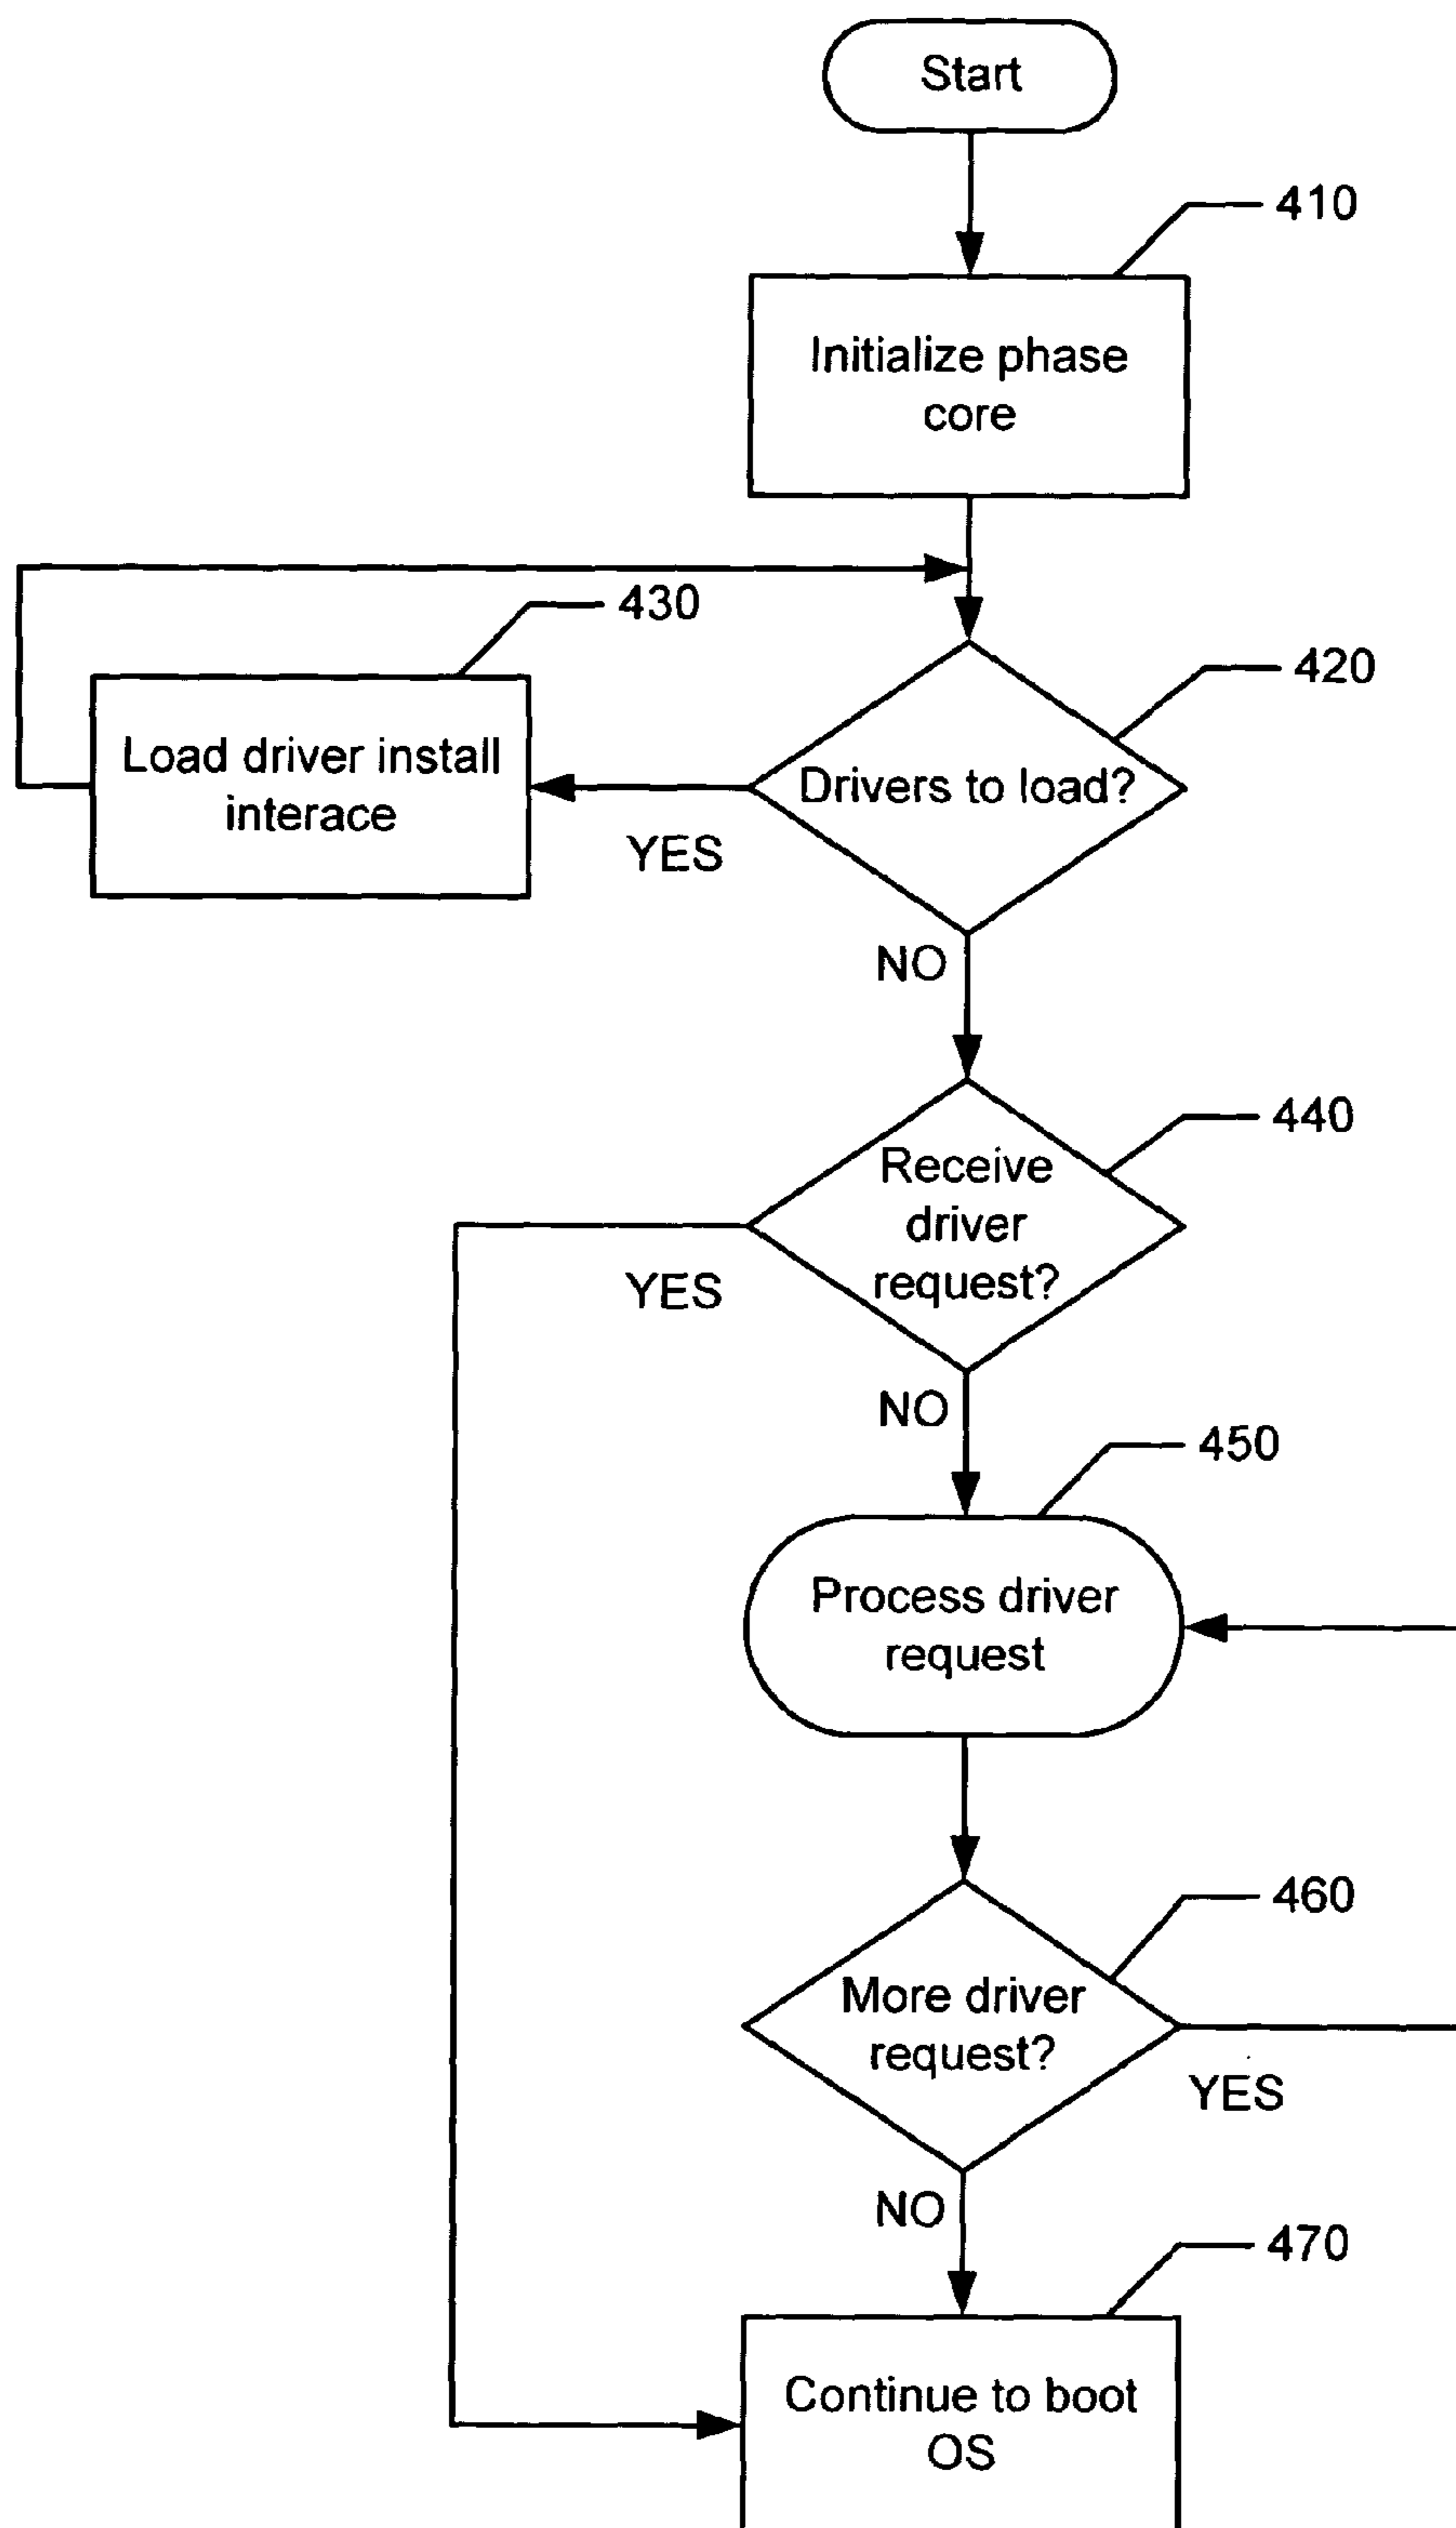 Start
410
Initialize phase
core
430
420
Load driver install
interace
Drivers to load?
YES
NO
440
Receive
driver
request?
YES
NO
450
Process driver
request
460
More driver
request?
YES
NO
470
Continue to boot
OS